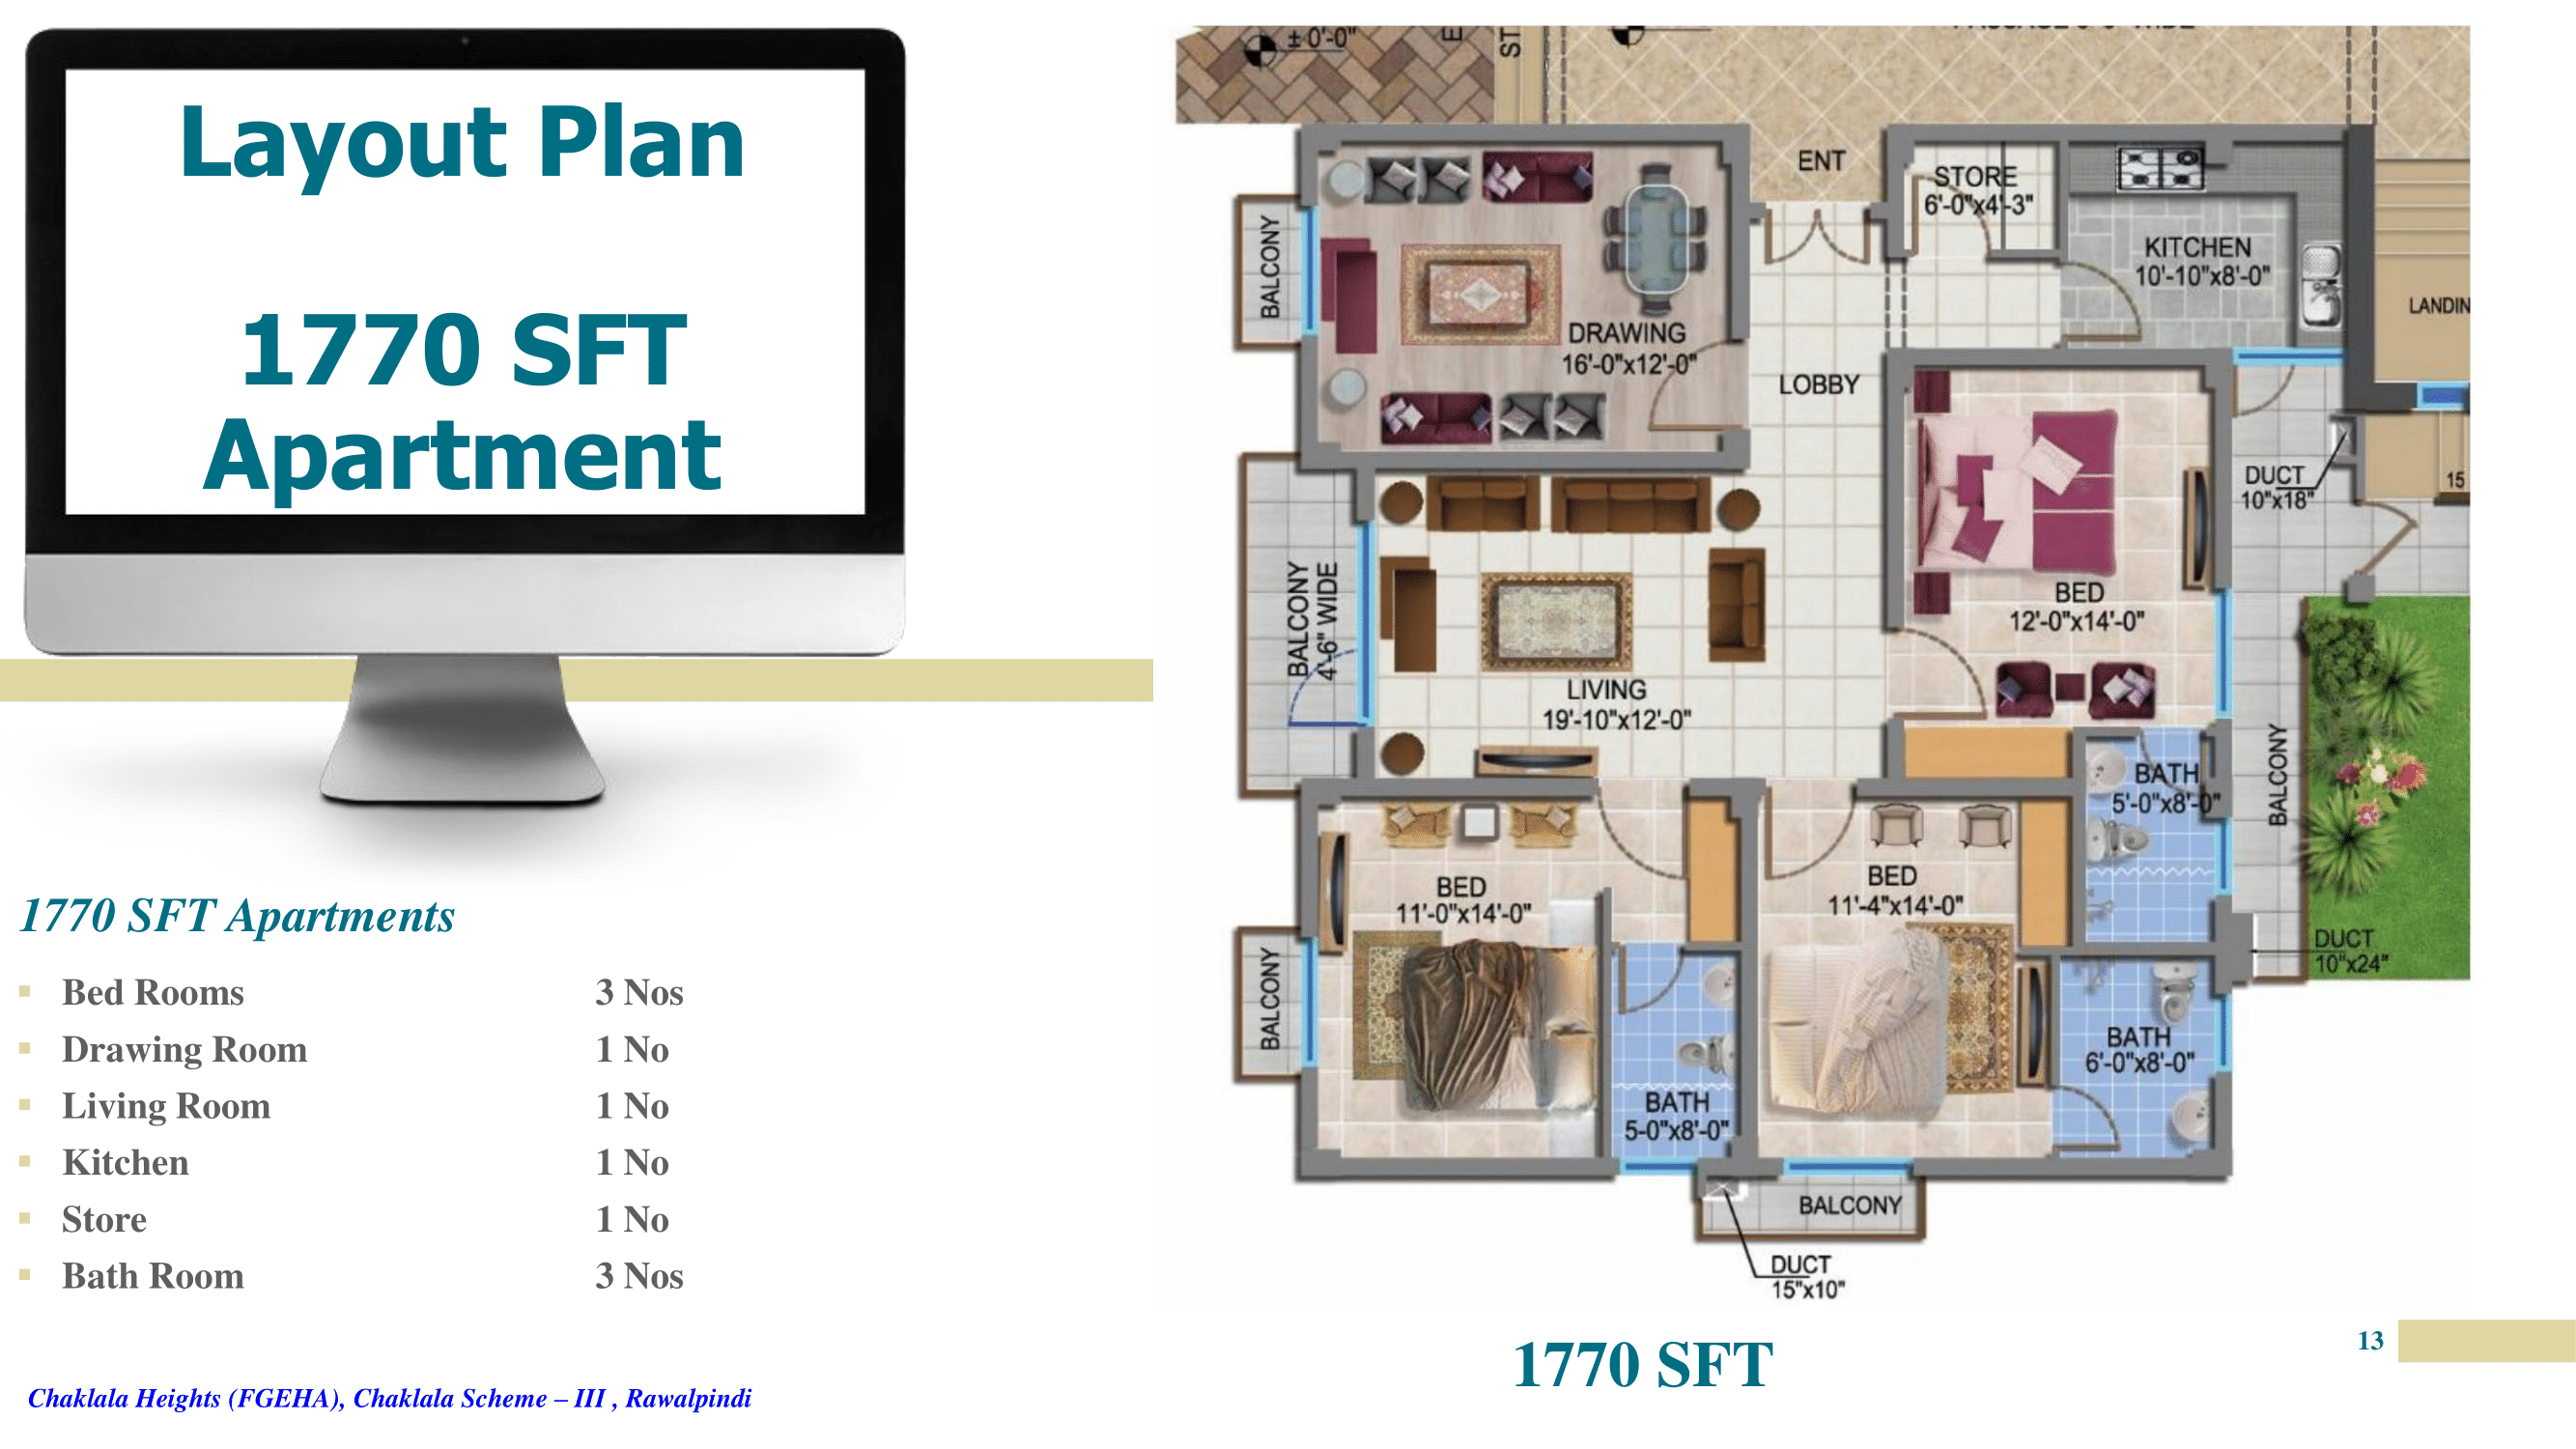 Layout Plan
1770 SFT
Apartment
1770 SFT Apartments
Bed Rooms 3 Nos
Drawing Room 1 No
Living Room 1 No
Kitchen 1 No
Store 1 No
Bath Room 3 Nos
Chaklala Heights (FGEHA), Chaklala Scheme – III , Rawalpindi
±0'-0"
ST
ENT
STORE
6'-0"x4'-3"
KITCHEN
10'-10"x8'-0"
BALCONY
DRAWING
16'-0"x12'-0"
LOBBY
LANDIN
DUCT
10"x18"
15
BALCONY
4'-6" WIDE
BED
12'-0"x14'-0"
LIVING
19'-10"x12'-0"
BATH
5'-0"x8'-0"
BALCONY
BED
11'-0"x14'-0"
BED
11'-4"x14'-0"
DUCT
10"x24"
BALCONY
BATH
6'-0"x8'-0"
BATH
5-0"x8'-0"
BALCONY
DUCT
15"x10"
1770 SFT
13